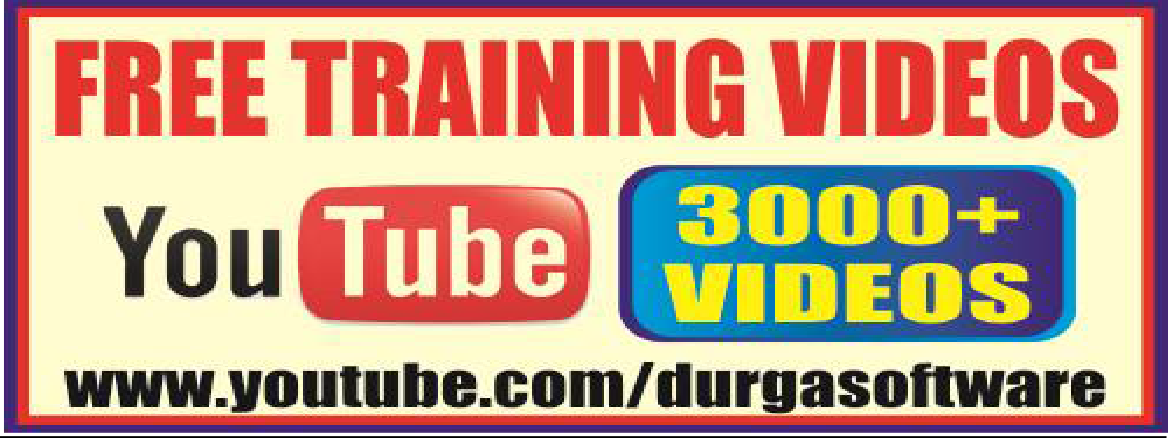 FREE TRAINING VIDEOS
YouTube
3000+
VIDEOS
www.youtube.com/durgasoftware